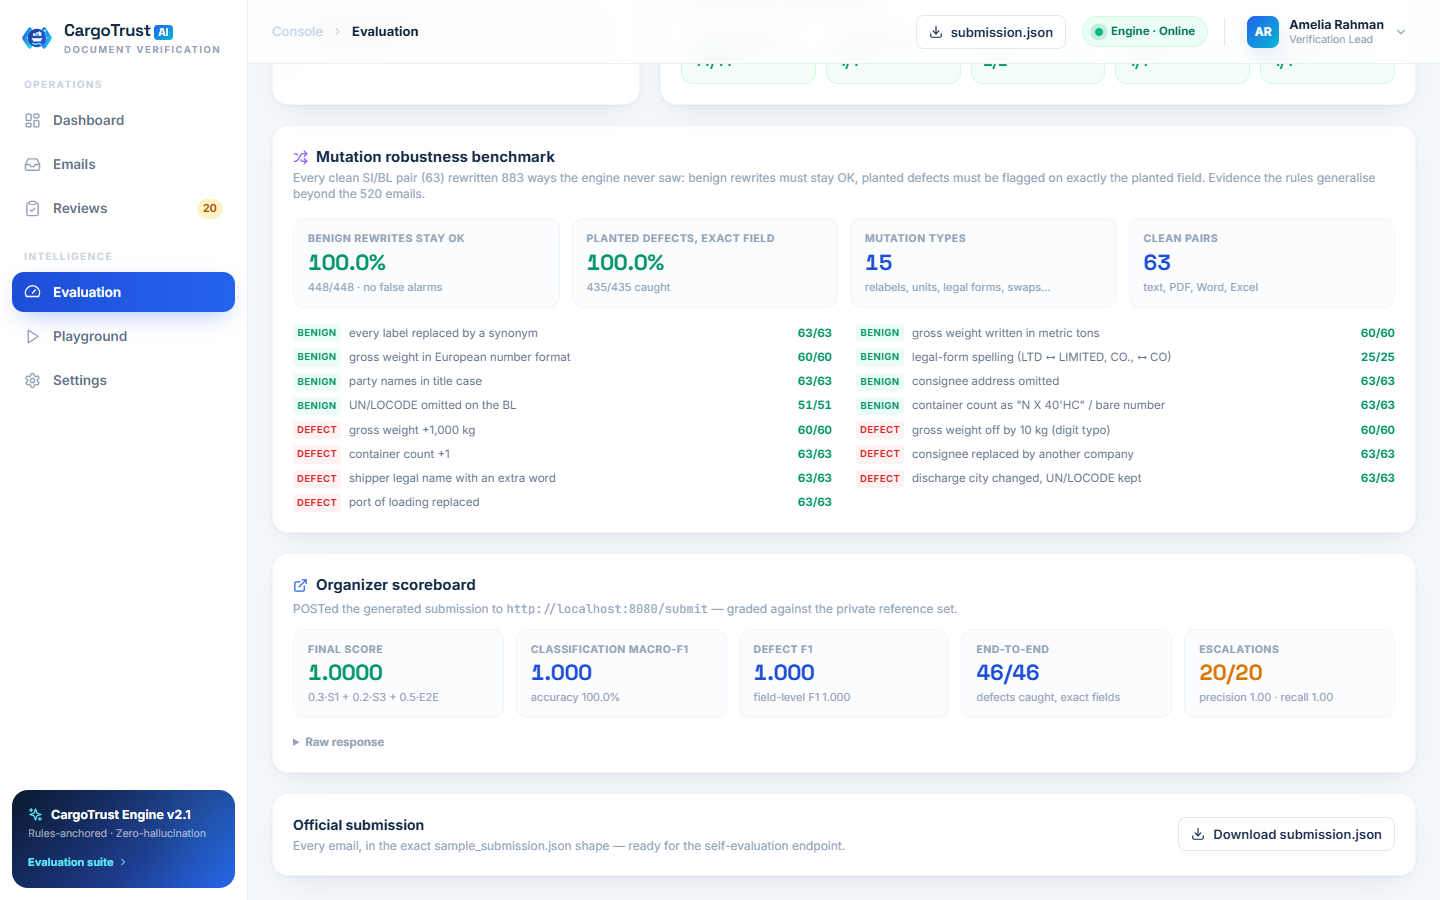 CargoTrust AI
DOCUMENT VERIFICATION
OPERATIONS
Dashboard
Emails
Reviews 20
INTELLIGENCE
Evaluation
Playground
Settings
CargoTrust Engine v2.1
Rules-anchored · Zero-hallucination
Evaluation suite
Console > Evaluation
submission.json
Engine · Online
AR
Amelia Rahman
Verification Lead
Mutation robustness benchmark
Every clean SI/BL pair (63) rewritten 883 ways the engine never saw: benign rewrites must stay OK, planted defects must be flagged on exactly the planted field. Evidence the rules generalise
beyond the 520 emails.
BENIGN REWRITES STAY OK
100.0%
448/448 · no false alarms
PLANTED DEFECTS, EXACT FIELD
100.0%
435/435 caught
MUTATION TYPES
15
relabels, units, legal forms, swaps...
CLEAN PAIRS
63
text, PDF, Word, Excel
BENIGN every label replaced by a synonym 63/63
BENIGN gross weight written in metric tons 60/60
BENIGN gross weight in European number format 60/60
BENIGN legal-form spelling (LTD ↔ LIMITED, CO., ↔ CO) 25/25
BENIGN party names in title case 63/63
BENIGN consignee address omitted 63/63
BENIGN UN/LOCODE omitted on the BL 51/51
BENIGN container count as "N X 40'HC" / bare number 63/63
DEFECT gross weight +1,000 kg 60/60
DEFECT gross weight off by 10 kg (digit typo) 60/60
DEFECT container count +1 63/63
DEFECT consignee replaced by another company 63/63
DEFECT shipper legal name with an extra word 63/63
DEFECT discharge city changed, UN/LOCODE kept 63/63
DEFECT port of loading replaced 63/63
Organizer scoreboard
POSTed the generated submission to http://localhost:8080/submit — graded against the private reference set.
FINAL SCORE
1.0000
0.3·S1 + 0.2·S3 + 0.5·E2E
CLASSIFICATION MACRO-F1
1.000
accuracy 100.0%
DEFECT F1
1.000
field-level F1 1.000
END-TO-END
46/46
defects caught, exact fields
ESCALATIONS
20/20
precision 1.00 · recall 1.00
Raw response
Official submission
Every email, in the exact sample_submission.json shape — ready for the self-evaluation endpoint.
Download submission.json